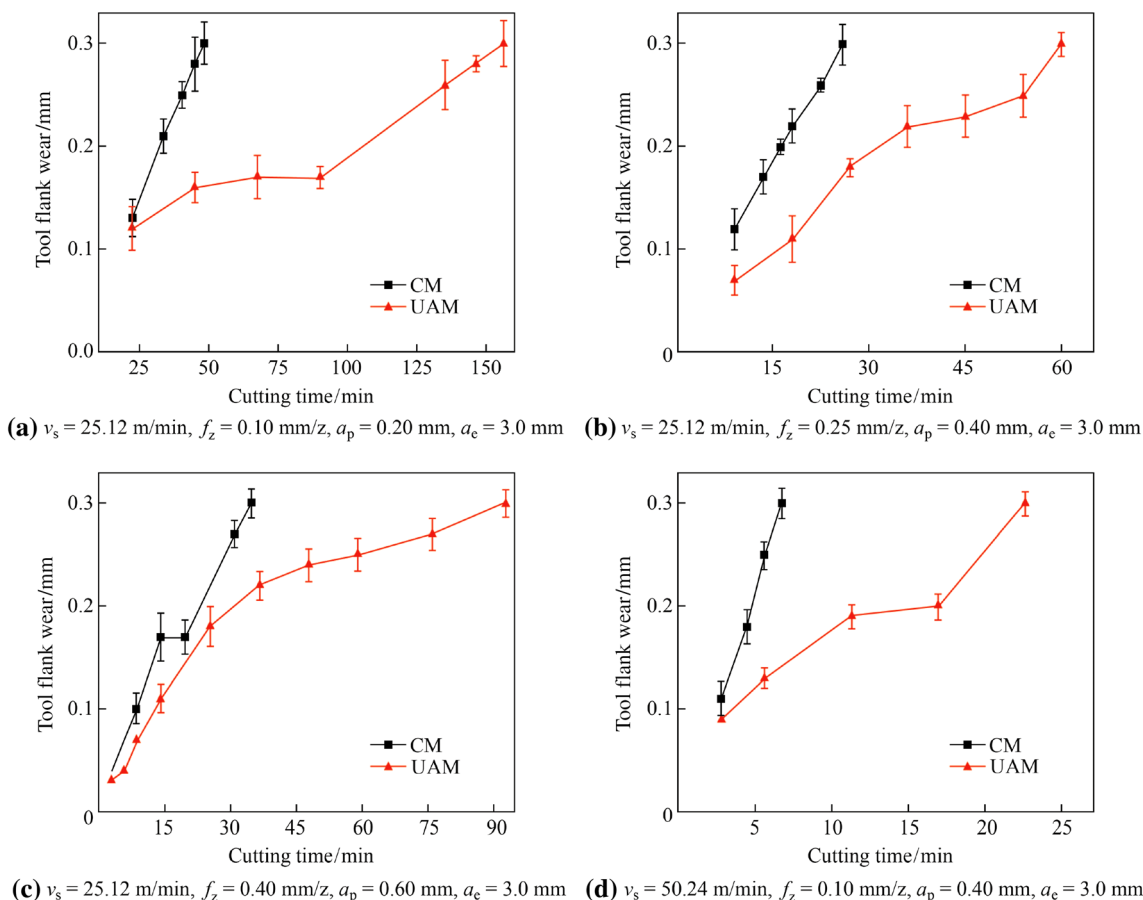 0.3
0.2
0.1
0.0
Tool flank wear/mm
CM
UAM
25 50 75 100 125 150
Cutting time/min
(a) vs = 25.12 m/min, fz = 0.10 mm/z, ap = 0.20 mm, ae = 3.0 mm
0.3
0.2
0.1
0
Tool flank wear/mm
CM
UAM
15 30 45 60
Cutting time/min
(b) vs = 25.12 m/min, fz = 0.25 mm/z, ap = 0.40 mm, ae = 3.0 mm
0.3
0.2
0.1
0
Tool flank wear/mm
CM
UAM
15 30 45 60 75 90
Cutting time/min
(c) vs = 25.12 m/min, fz = 0.40 mm/z, ap = 0.60 mm, ae = 3.0 mm
0.3
0.2
0.1
0
Tool flank wear/mm
CM
UAM
5 10 15 20 25
Cutting time/min
(d) vs = 50.24 m/min, fz = 0.10 mm/z, ap = 0.40 mm, ae = 3.0 mm